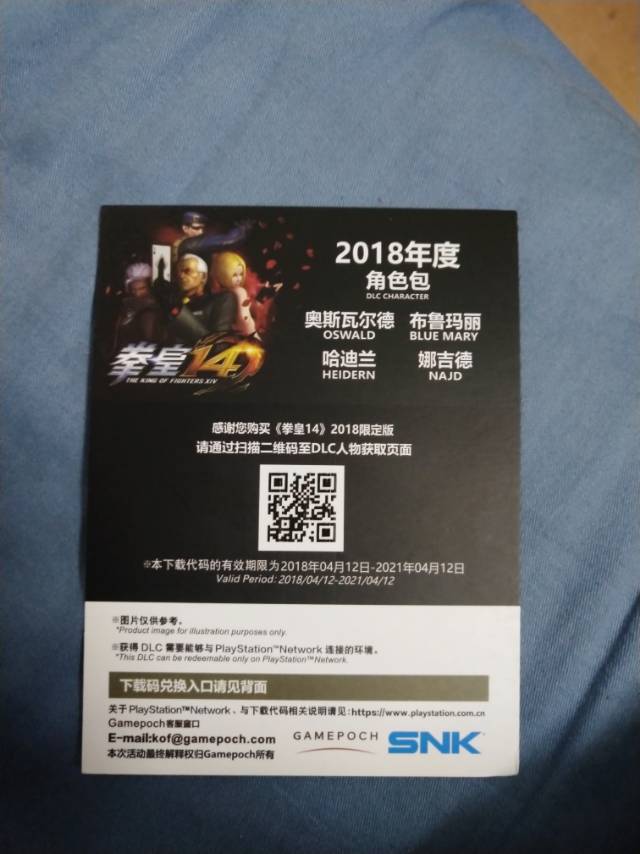 2018年度
角色包
DLC CHARACTER
奥斯瓦尔德 布鲁玛丽
OSWALD BLUE MARY
哈迪兰 娜吉德
HEIDERN NAJD
拳皇14
THE KING OF FIGHTERS XIV
感谢您购买《拳皇14》2018限定版
请通过扫描二维码至DLC人物获取页面
※本下载代码的有效期限为2018年04月12日-2021年04月12日
Valid Period: 2018/04/12-2021/04/12
※图片仅供参考。
*Product image for illustration purposes only.
※获得 DLC 需要能够与 PlayStation™Network 连接的环境。
*This DLC can be redeemable only on PlayStation™Network.
下载码兑换入口请见背面
关于 PlayStation™Network、与下载代码相关说明请见:https://www.playstation.com.cn
Gamepoch客服窗口
E-mail:kof@gamepoch.com
本次活动最终解释权归Gamepoch所有
GAMEPOCH SNK